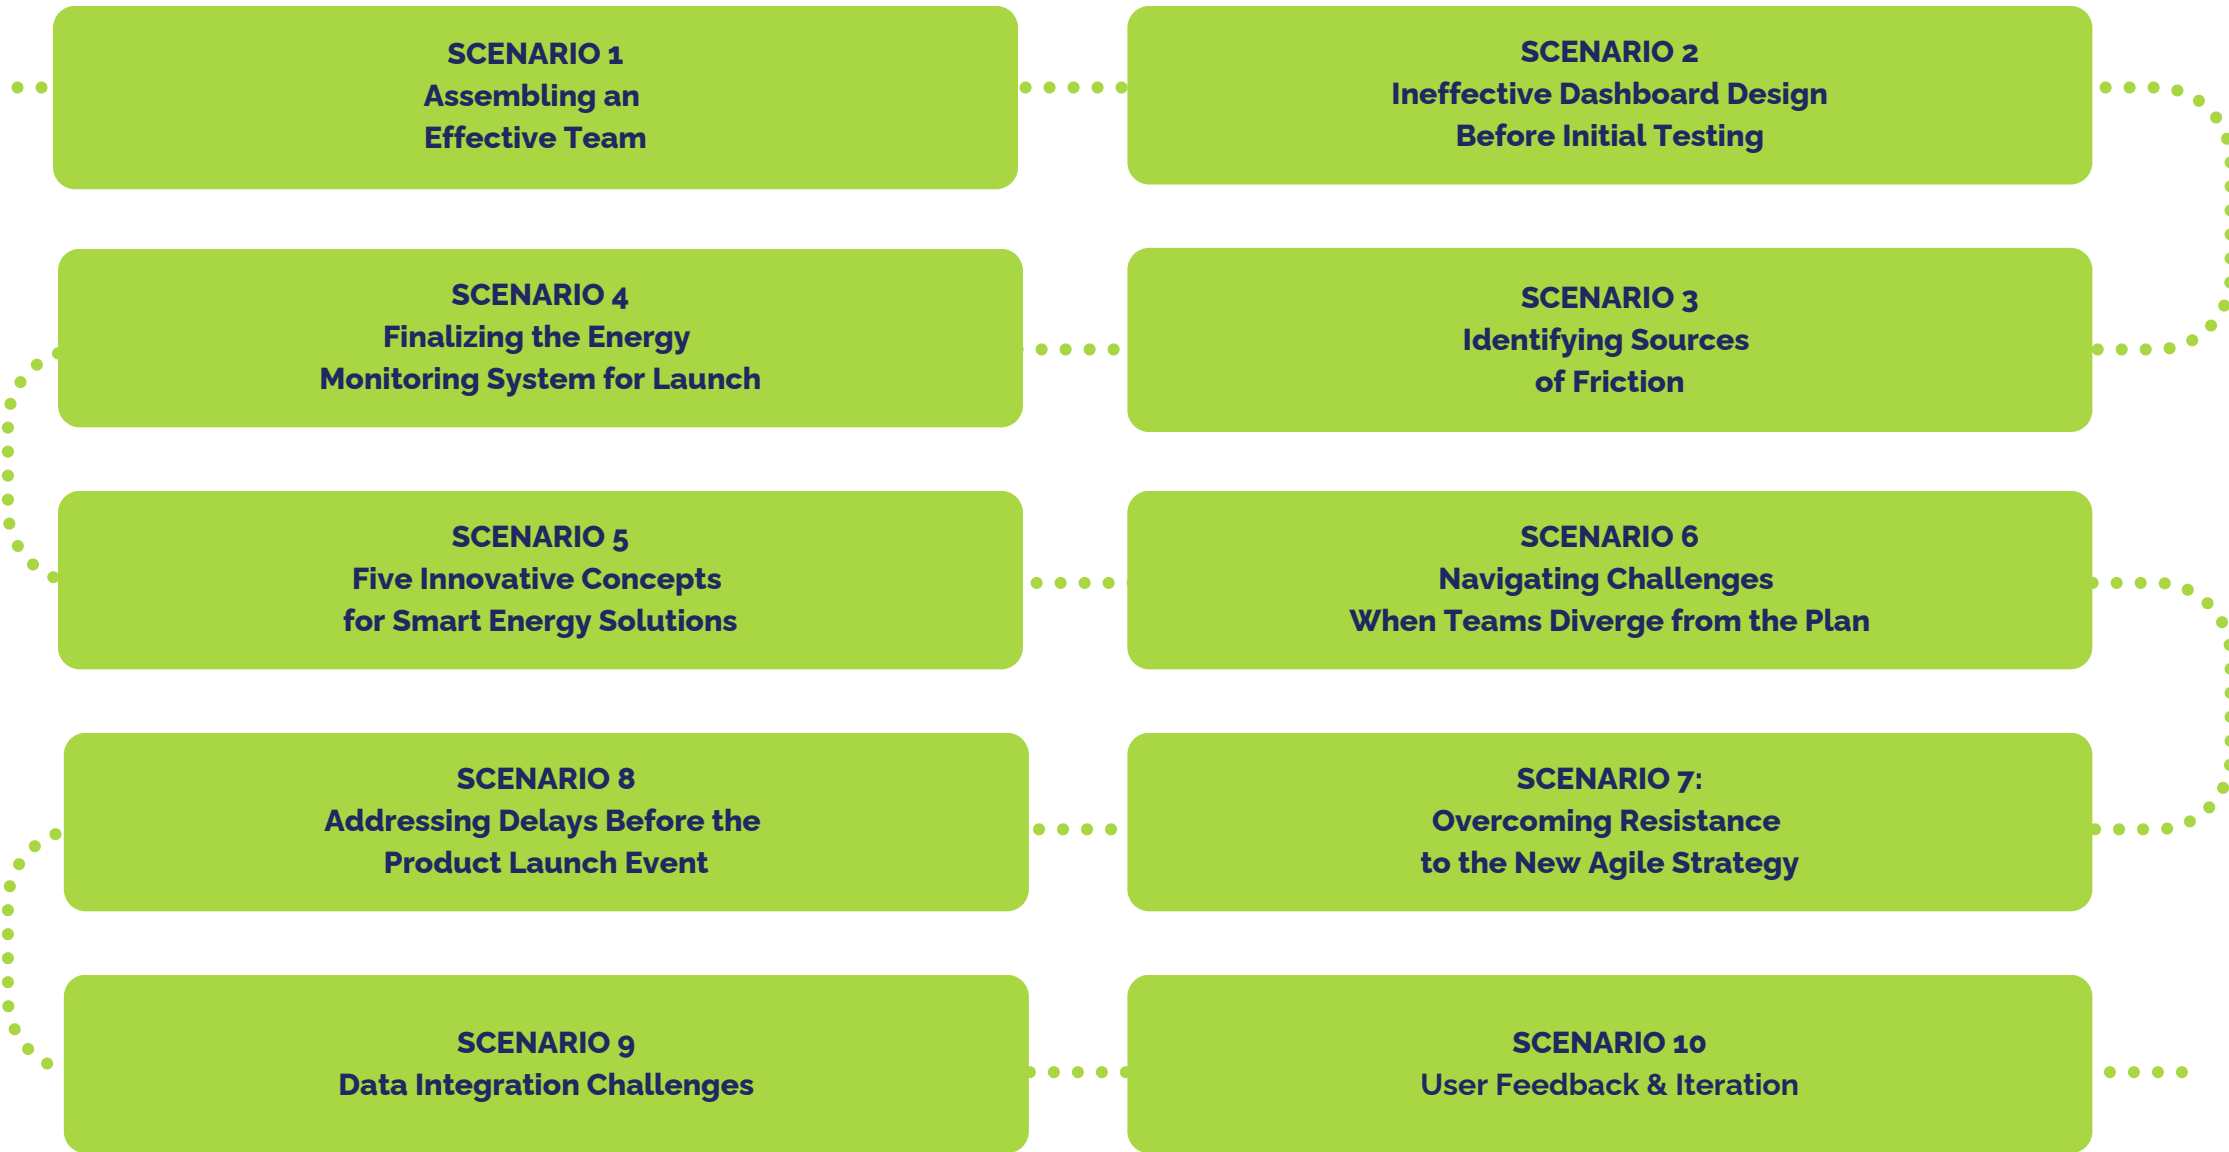 SCENARIO 1
Assembling an
Effective Team
SCENARIO 2
Ineffective Dashboard Design
Before Initial Testing
SCENARIO 3
Identifying Sources
of Friction
SCENARIO 4
Finalizing the Energy
Monitoring System for Launch
SCENARIO 5
Five Innovative Concepts
for Smart Energy Solutions
SCENARIO 6
Navigating Challenges
When Teams Diverge from the Plan
SCENARIO 7:
Overcoming Resistance
to the New Agile Strategy
SCENARIO 8
Addressing Delays Before the
Product Launch Event
SCENARIO 9
Data Integration Challenges
SCENARIO 10
User Feedback & Iteration